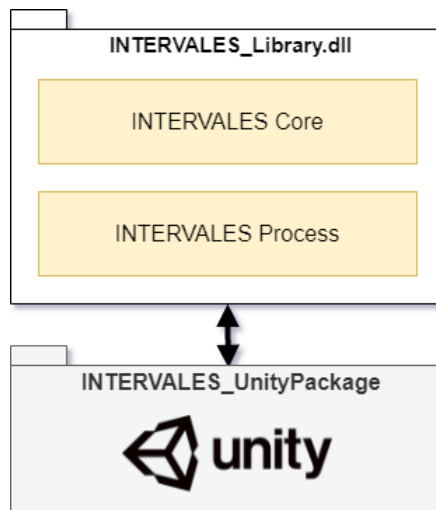 INTERVALES_Library.dll
INTERVALES Core
INTERVALES Process
INTERVALES_UnityPackage
unity